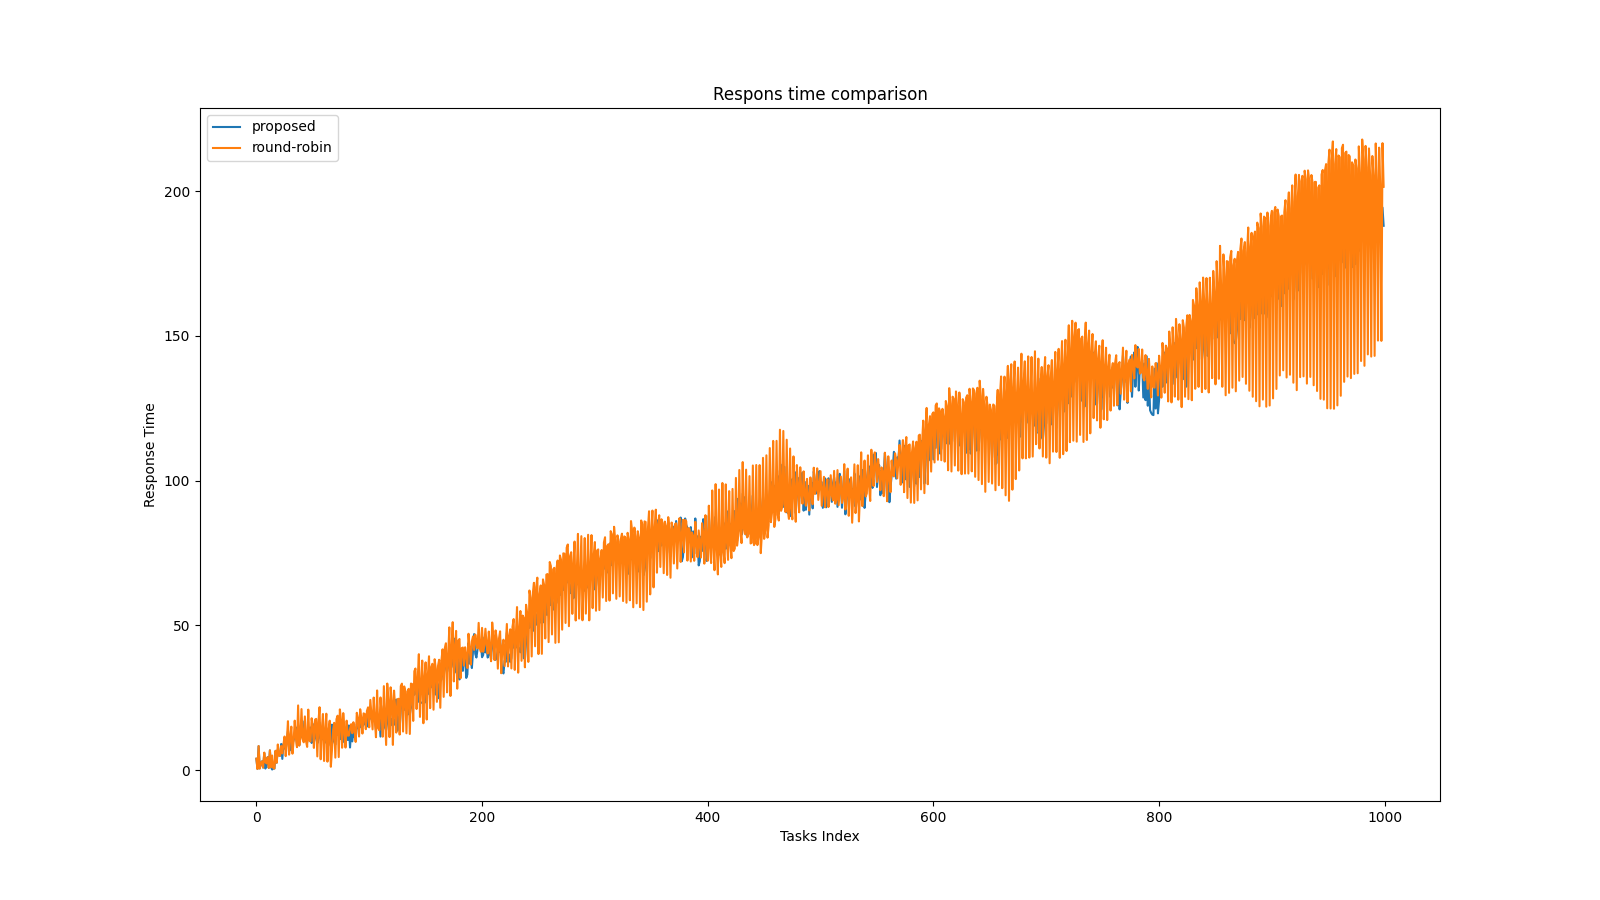 Respons time comparison
proposed
round-robin
200
150
100
50
0
Response Time
0 200 400 600 800 1000
Tasks Index